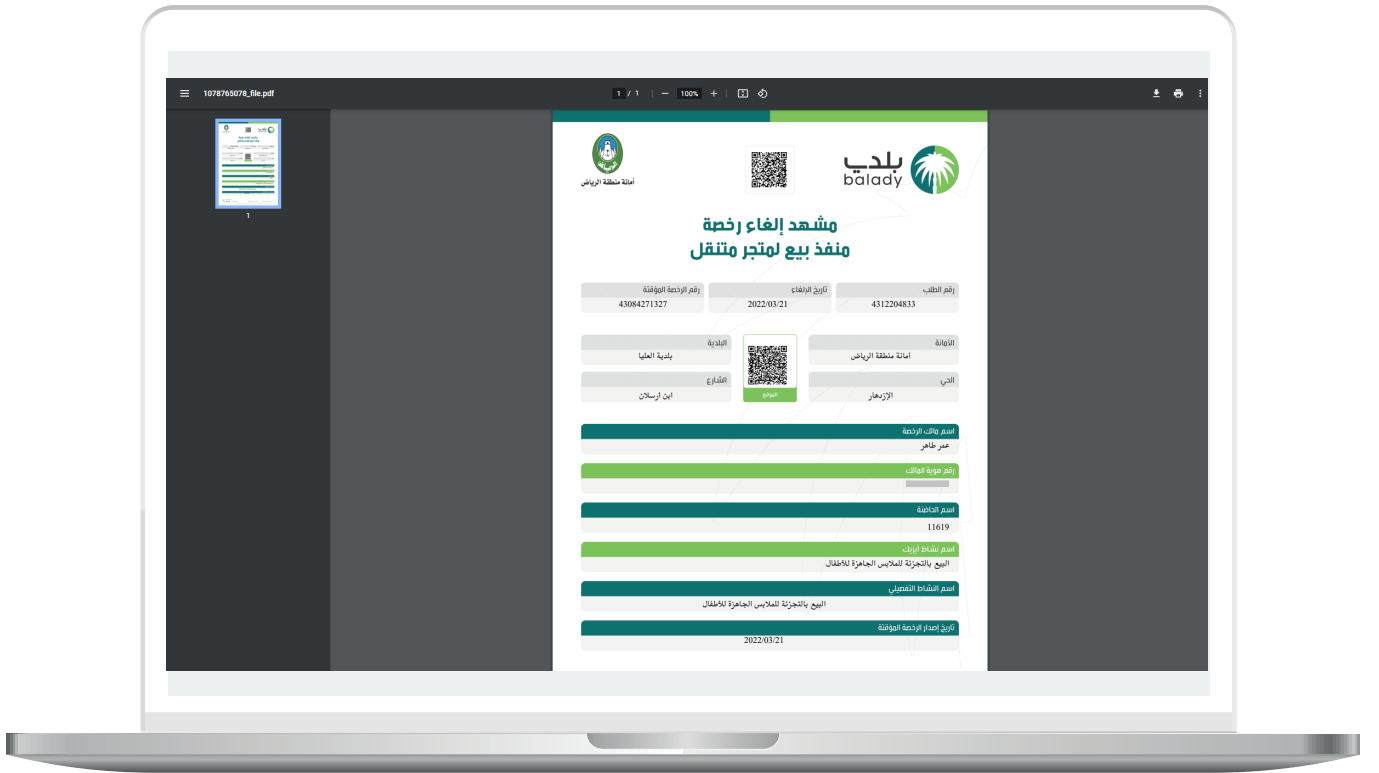 1078765078_file.pdf
1 / 1
100%
1
أمانة منطقة الرياض
بلدي
balady
مشهد إلغاء رخصة
منفذ بيع لمتجر متنقل
رقم الطلب
4312204833
تاريخ الإلغاء
2022/03/21
رقم الرخصة المؤقتة
43084271327
الأمانة
امانة منطقة الرياض
البلدية
بلدية العليا
الحي
الإزدهار
الشارع
ابن ارسلان
الموقع
اسم مالك الرخصة
عمر طاهر
رقم هوية المالك
اسم الحاضنة
11619
اسم نشاط أيزيك
البيع بالتجزئة للملابس الجاهزة للأطفال
اسم النشاط التفصيلي
البيع بالتجزئة للملابس الجاهزة للأطفال
تاريخ إصدار الرخصة المؤقتة
2022/03/21